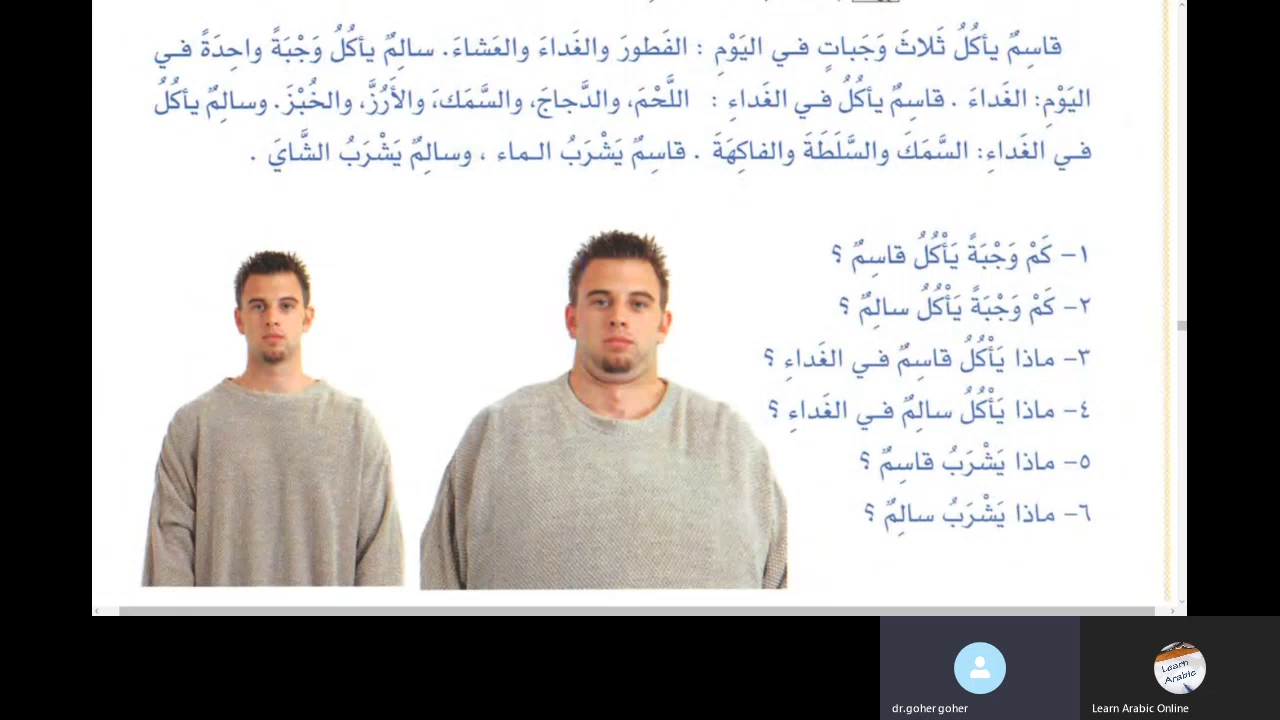 قاسِمٌ يأكُلُ ثَلاثَ وَجَباتٍ فـي اليَوْمِ : الفَطورَ والغَداءَ والعَشاءَ. سالِمٌ يأكُلُ وَجْبَةً واحِدَةً فـي
اليَوْمِ: الغَداءَ . قاسِمٌ يأكُلُ فـي الغَداءِ : اللَّحْمَ، والدَّجاجَ، والسَّمَكَ، والأَرُزَّ، والخُبْزَ. وسالِمٌ يأكُلُ
فـي الغَداءِ: السَّمَكَ والسَّلَطَةَ والفاكِهَةَ . قاسِمٌ يَشْرَبُ الـماء ، وسالِمٌ يَشْرَبُ الشَّايَ .
١- كَمْ وَجْبَةً يَأْكُلُ قاسِمٌ ؟
٢- كَمْ وَجْبَةً يَأْكُلُ سالِمٌ ؟
٣- ماذا يَأْكُلُ قاسِمٌ فـي الغَداءِ ؟
٤- ماذا يَأْكُلُ سالِمٌ فـي الغَداءِ ؟
٥- ماذا يَشْرَبُ قاسِمٌ ؟
٦- ماذا يَشْرَبُ سالِمٌ ؟
Learn
Arabic
dr.goher goher
Learn Arabic Online